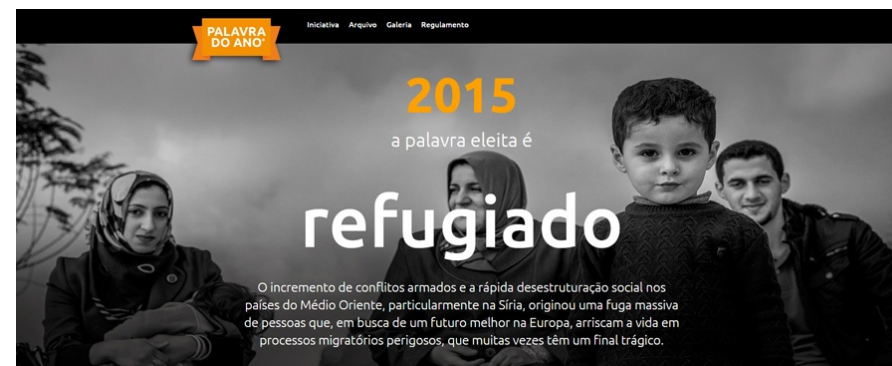 PALAVRA
DO ANO®
Iniciativa Arquivo Galeria Regulamento
2015
a palavra eleita é
refugiado
O incremento de conflitos armados e a rápida desestruturação social nos
países do Médio Oriente, particularmente na Síria, originou uma fuga massiva
de pessoas que, em busca de um futuro melhor na Europa, arriscam a vida em
processos migratórios perigosos, que muitas vezes têm um final trágico.